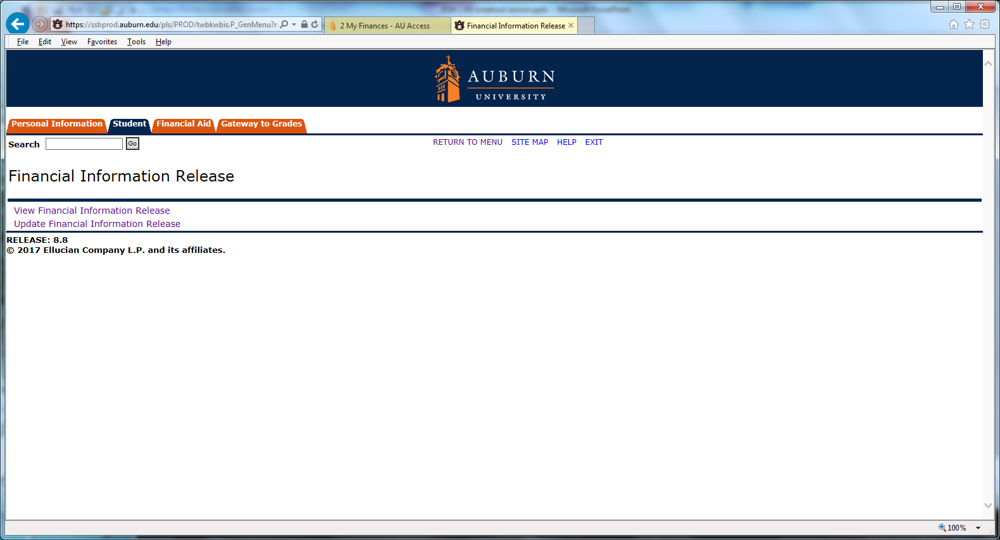 https://ssbprod.auburn.edu/pls/PROD/twbkwbis.P_GenMenu?r
2 My Finances - AU Access
Financial Information Release
File Edit View Favorites Tools Help
AUBURN
UNIVERSITY
Personal Information Student Financial Aid Gateway to Grades
Search Go
RETURN TO MENU SITE MAP HELP EXIT
Financial Information Release
View Financial Information Release
Update Financial Information Release
RELEASE: 8.8
© 2017 Ellucian Company L.P. and its affiliates.
100%